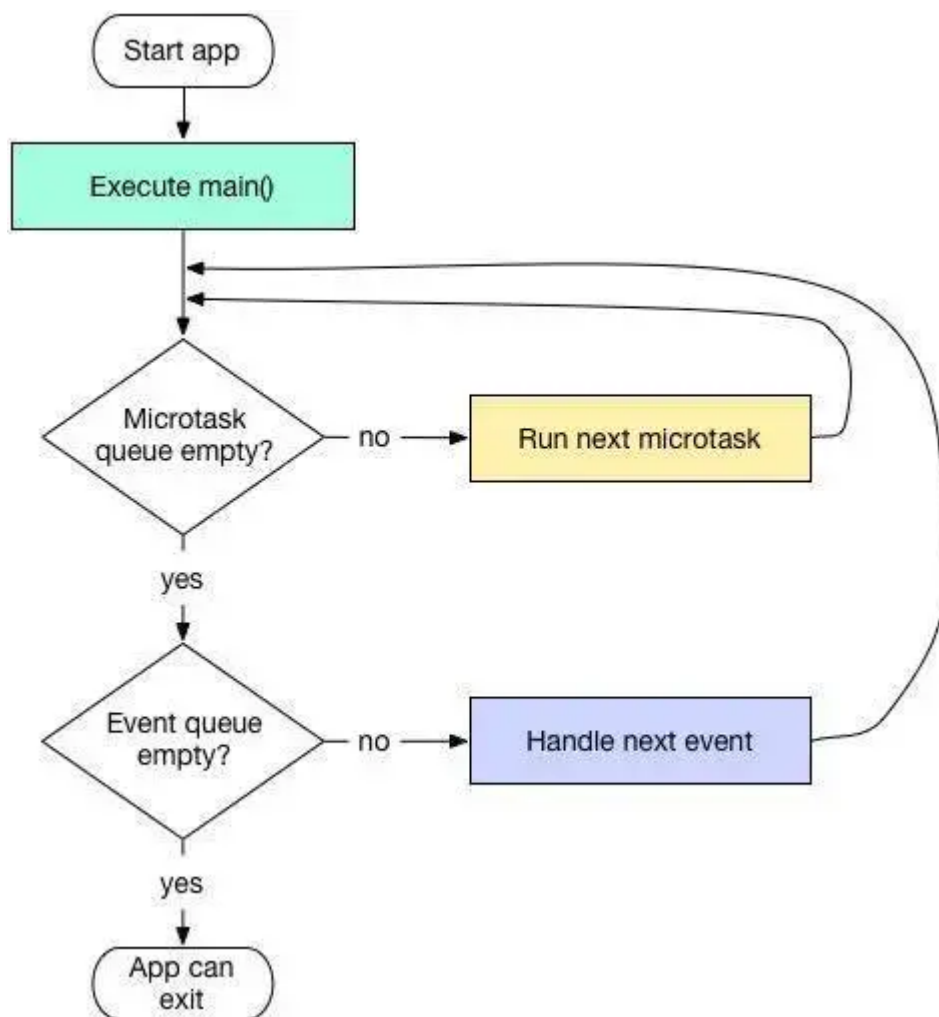 Start app
Execute main()
Microtask
queue empty?
no
Run next microtask
yes
Event queue
empty?
no
Handle next event
yes
App can
exit